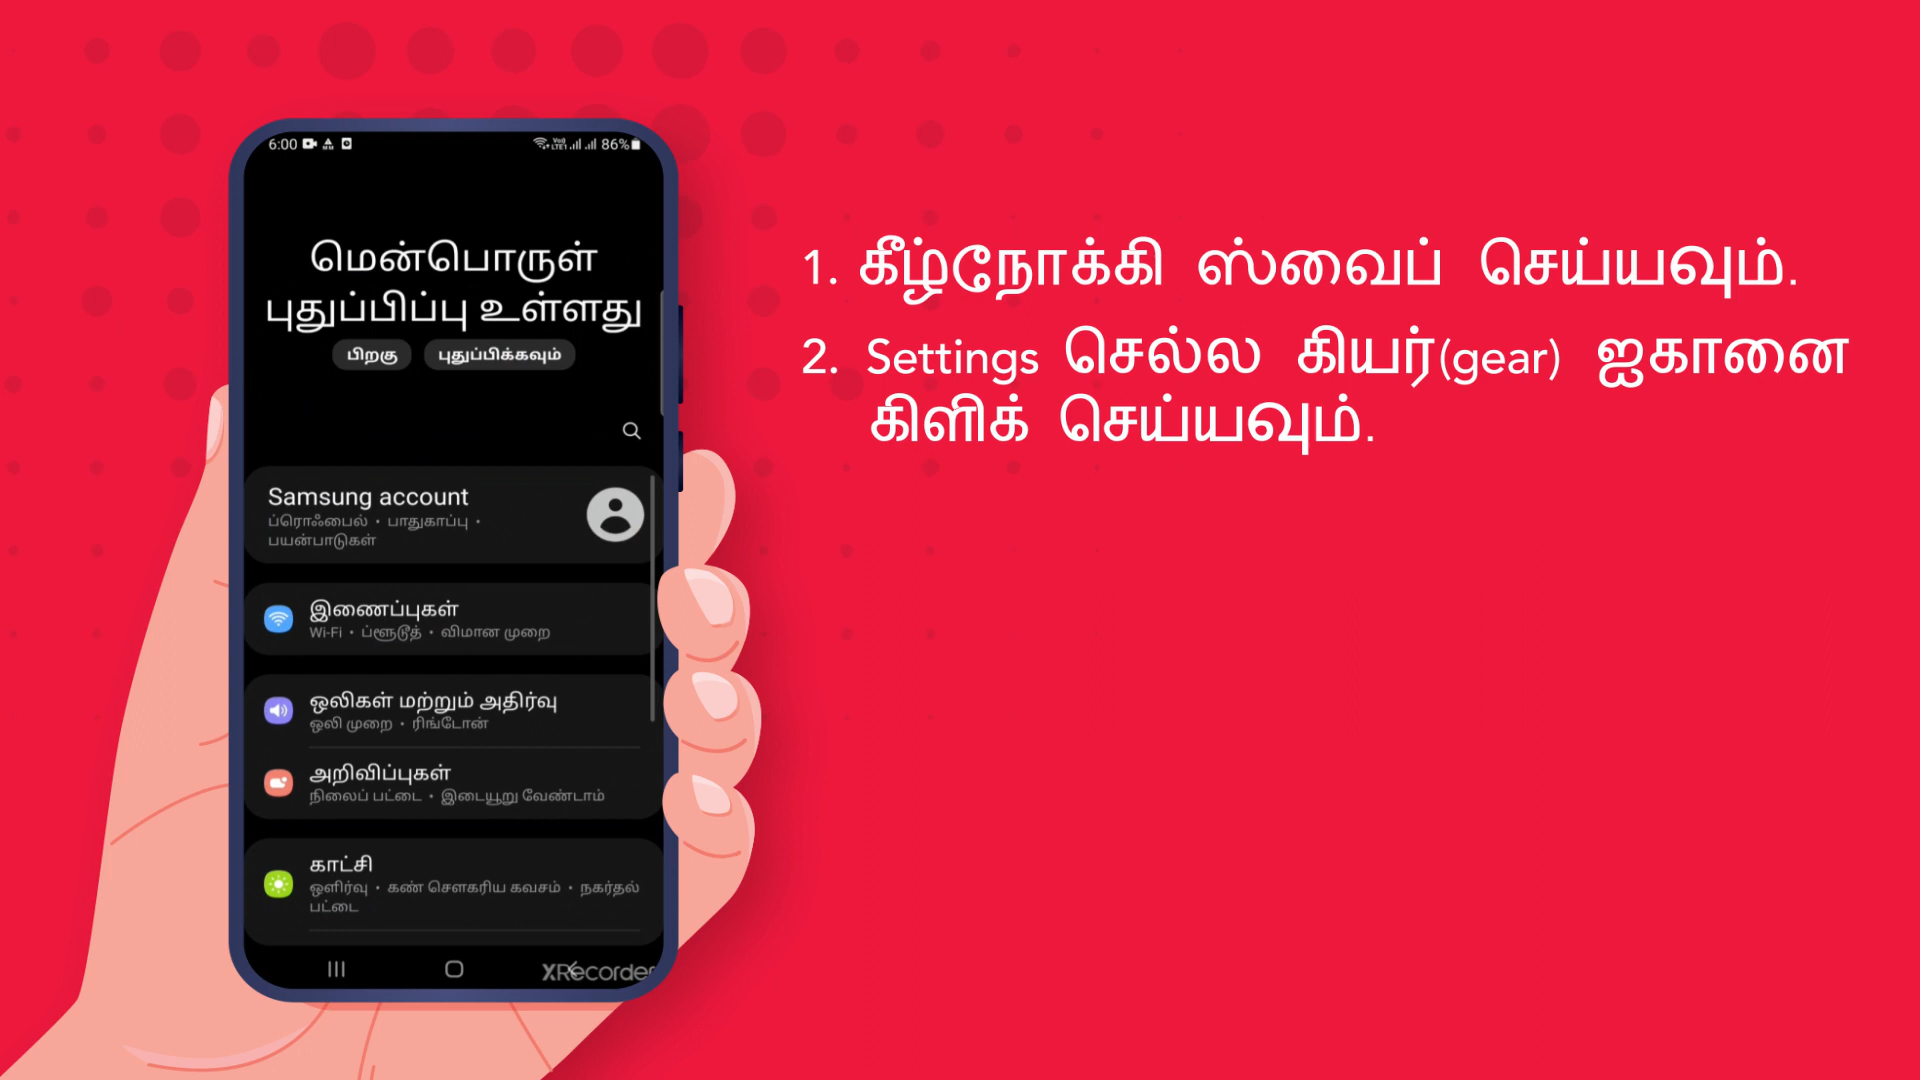 6:00 86%
மென்பொருள்
புதுப்பிப்பு உள்ளது
பிறகு புதுப்பிக்கவும்
Samsung account
ப்ரொஃபைல் • பாதுகாப்பு •
பயன்பாடுகள்
இணைப்புகள்
Wi-Fi • ப்ளூடூத் • விமான முறை
ஒலிகள் மற்றும் அதிர்வு
ஒலி முறை • ரிங்டோன்
அறிவிப்புகள்
நிலைப் பட்டை • இடையூறு வேண்டாம்
காட்சி
ஒளிர்வு • கண் சௌகரிய கவசம் • நகர்தல்
பட்டை
XRecorder
1. கீழ்நோக்கி ஸ்வைப் செய்யவும்.
2. Settings செல்ல கியர்(gear) ஐகானை
கிளிக் செய்யவும்.